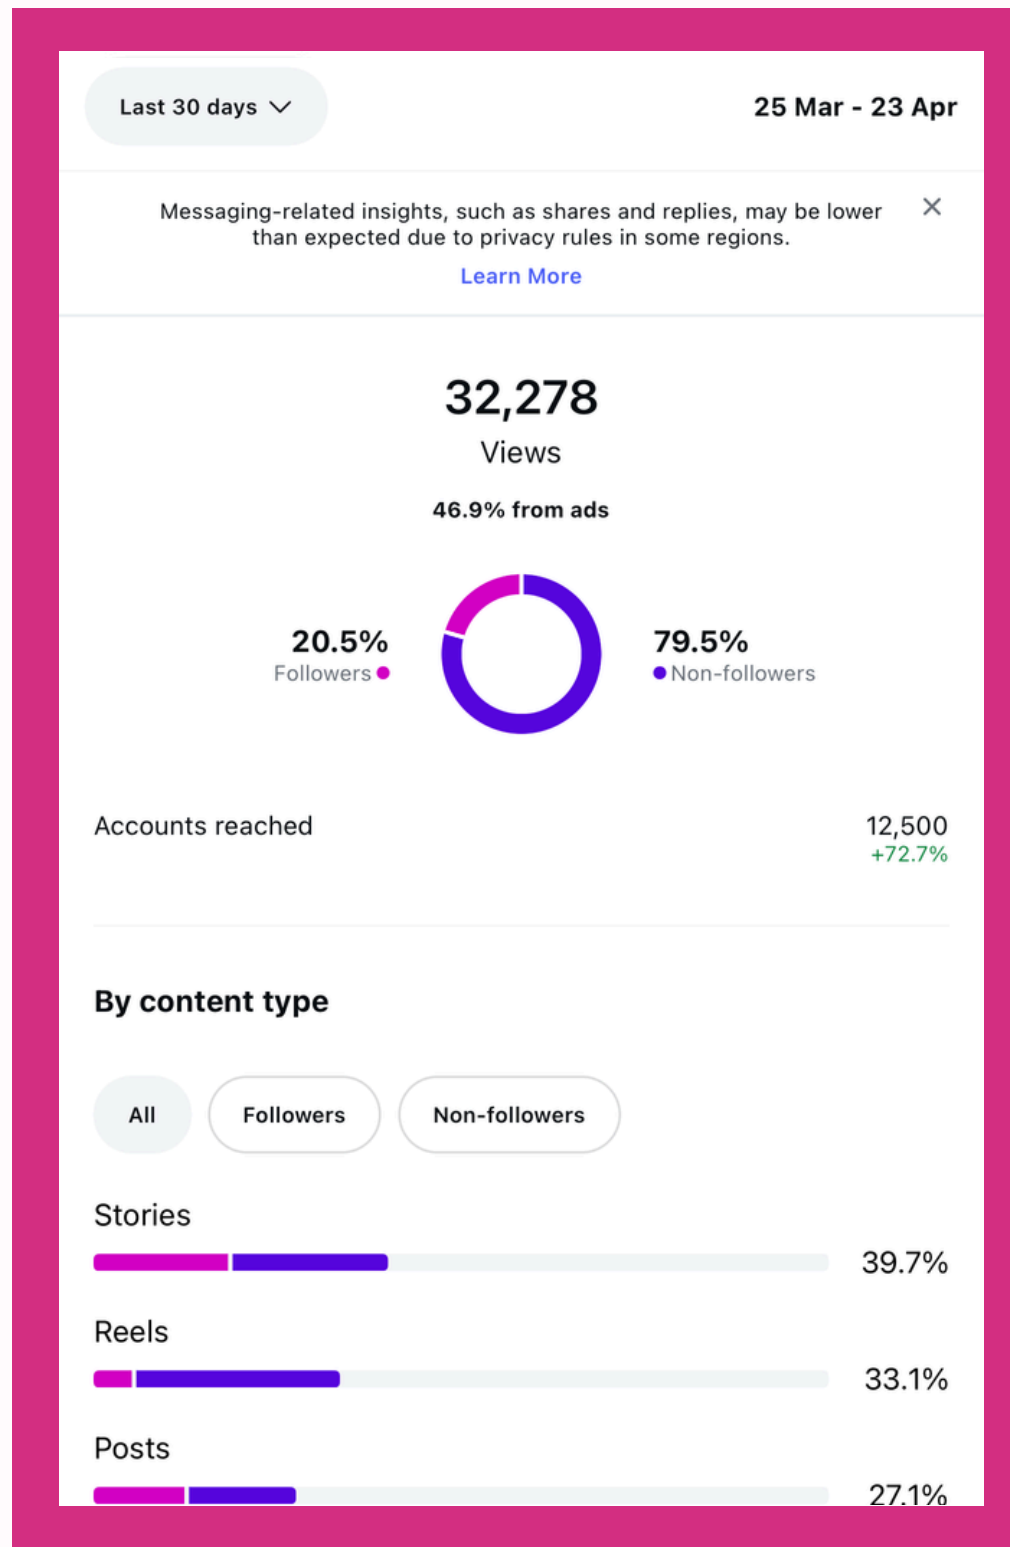 Last 30 days
25 Mar - 23 Apr
Messaging-related insights, such as shares and replies, may be lower
than expected due to privacy rules in some regions.
Learn More
32,278
Views
46.9% from ads
20.5%
Followers
79.5%
Non-followers
Accounts reached
12,500
+72.7%
By content type
All
Followers
Non-followers
Stories
39.7%
Reels
33.1%
Posts
27.1%